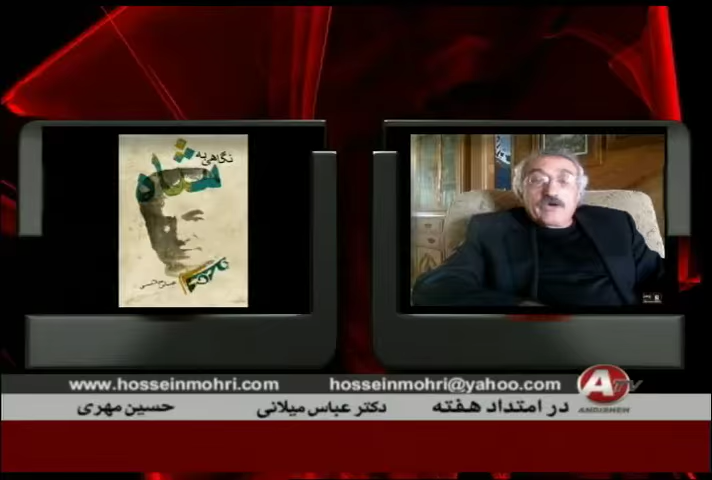 نگاهی به
شاه
عباس میلانی
www.hosseinmohri.com hosseinmohri@yahoo.com
در امتداد هفته دکتر عباس میلانی حسین مهری
ATV
ANDISHEH